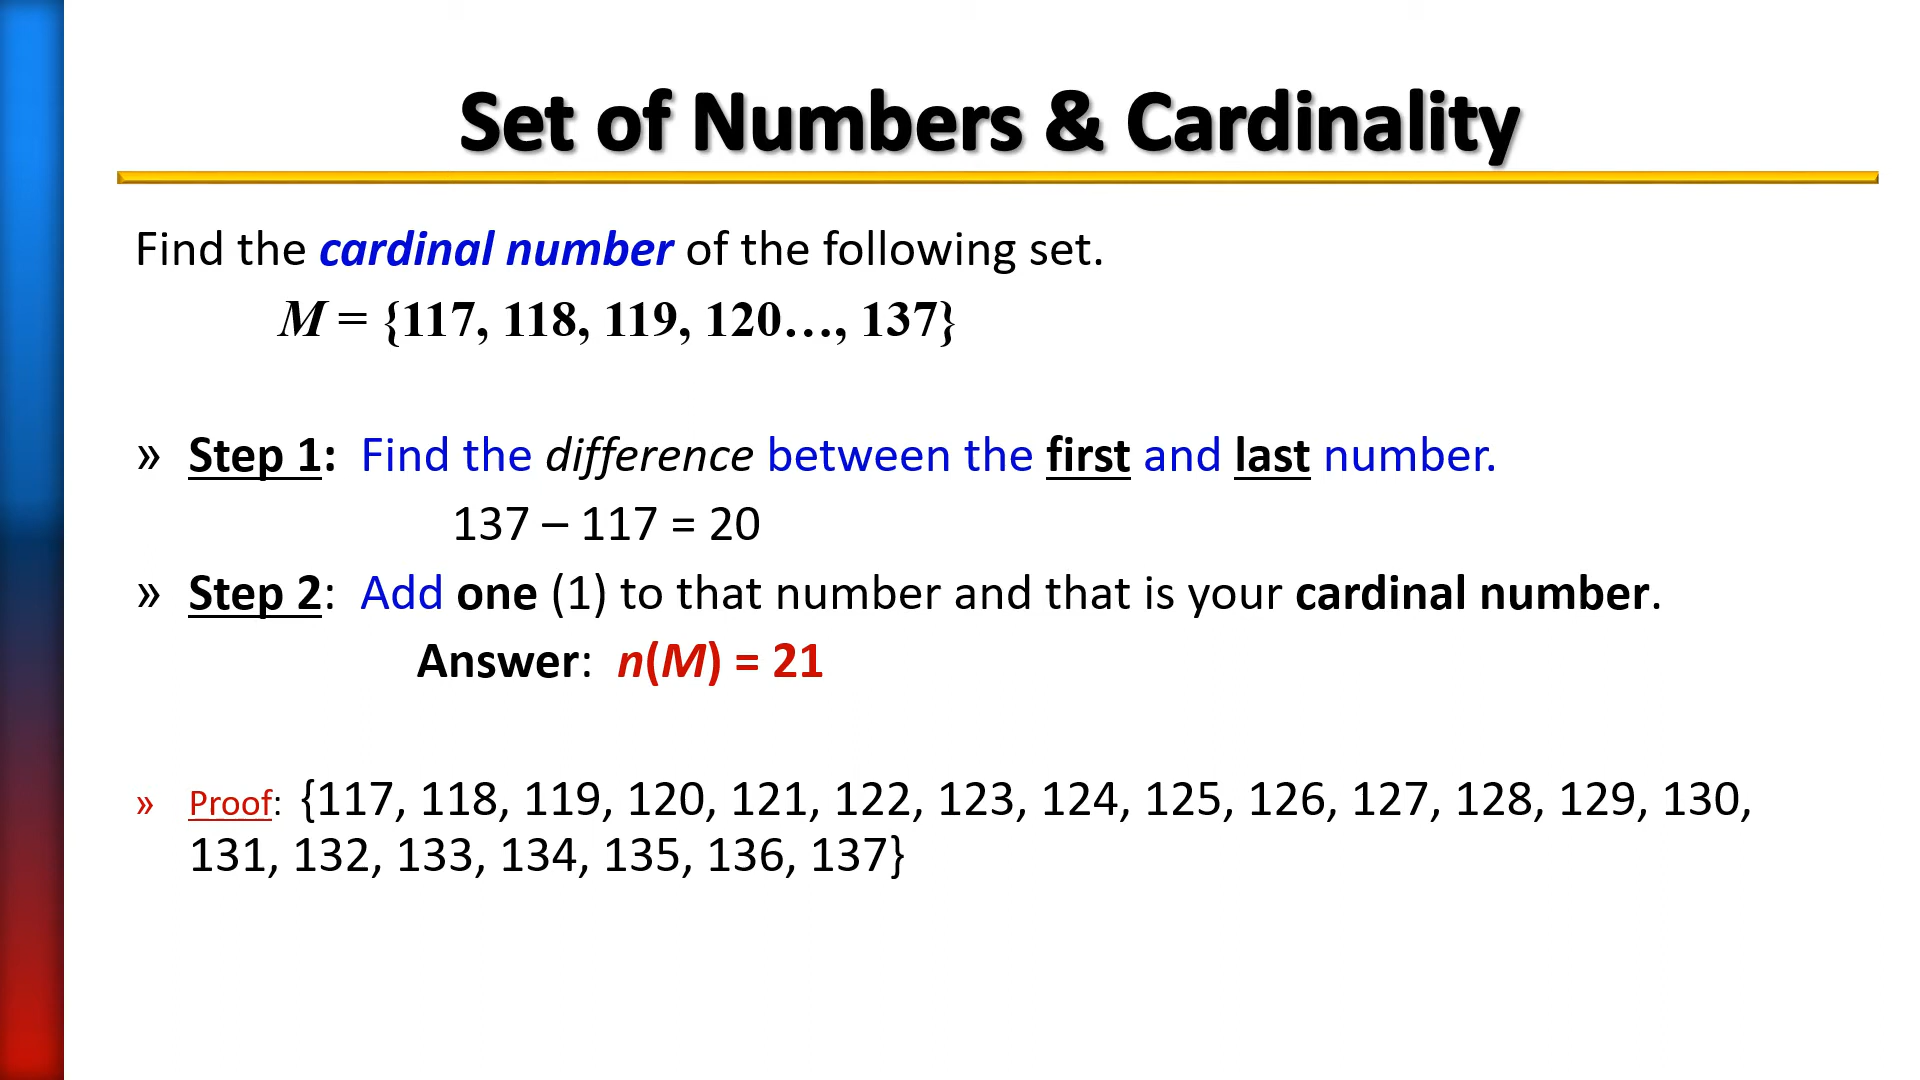 Set of Numbers & Cardinality
Find the cardinal number of the following set.
M = {117, 118, 119, 120…, 137}
» Step 1: Find the difference between the first and last number.
137 – 117 = 20
» Step 2: Add one (1) to that number and that is your cardinal number.
Answer: n(M) = 21
» Proof: {117, 118, 119, 120, 121, 122, 123, 124, 125, 126, 127, 128, 129, 130,
131, 132, 133, 134, 135, 136, 137}